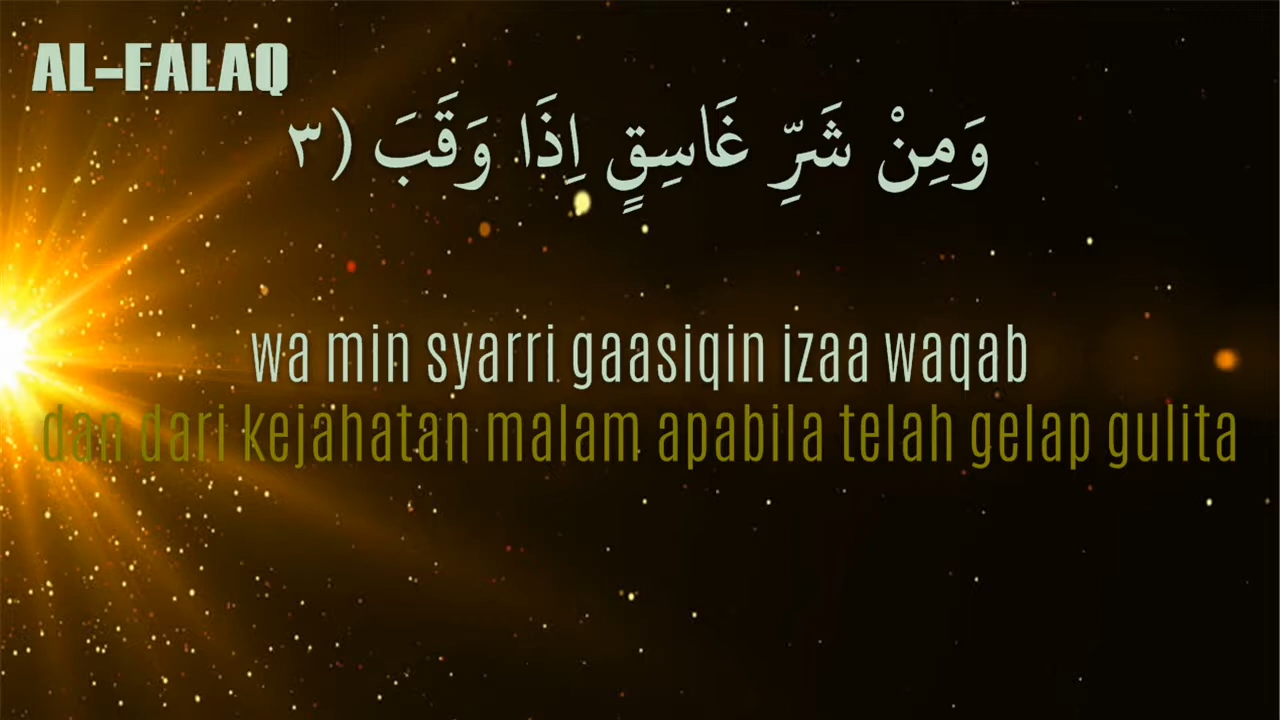 AL-FALAQ
وَمِنْ شَرِّ غَاسِقٍ اِذَا وَقَبَ (٣
wa min syarri gaasiqin izaa waqab
dan dari kejahatan malam apabila telah gelap gulita